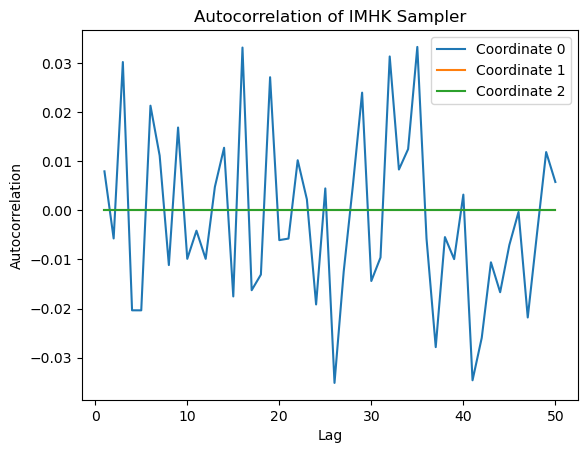 Autocorrelation of IMHK Sampler
Coordinate 0
Coordinate 1
Coordinate 2
0.03
0.02
0.01
0.00
−0.01
−0.02
−0.03
Autocorrelation
0 10 20 30 40 50
Lag